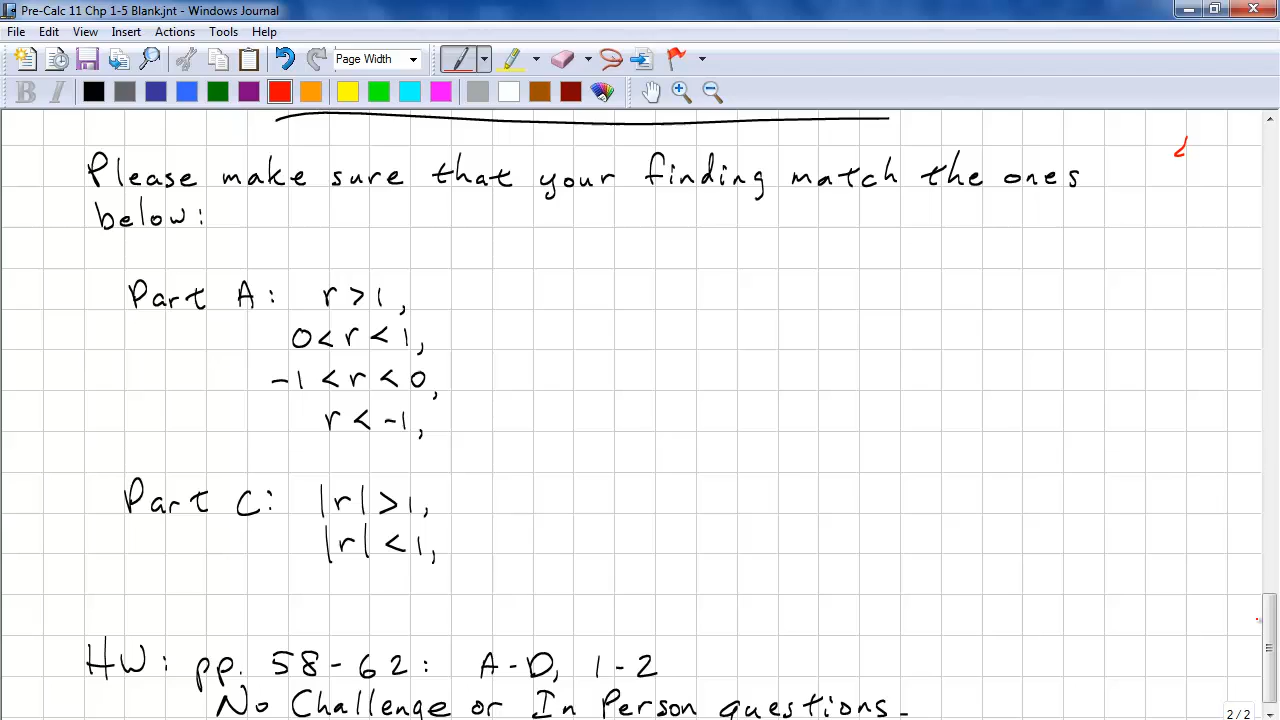 Pre-Calc 11 Chp 1-5 Blank.jnt - Windows Journal
File Edit View Insert Actions Tools Help
Page Width
B I
Please make sure that your finding match the ones
below:
Part A: r > 1,
0 < r < 1,
-1 < r < 0,
r < -1,
Part C: |r| > 1,
|r| < 1,
HW: pp. 58-62: A-D, 1-2
No Challenge or In Person questions.
2/2